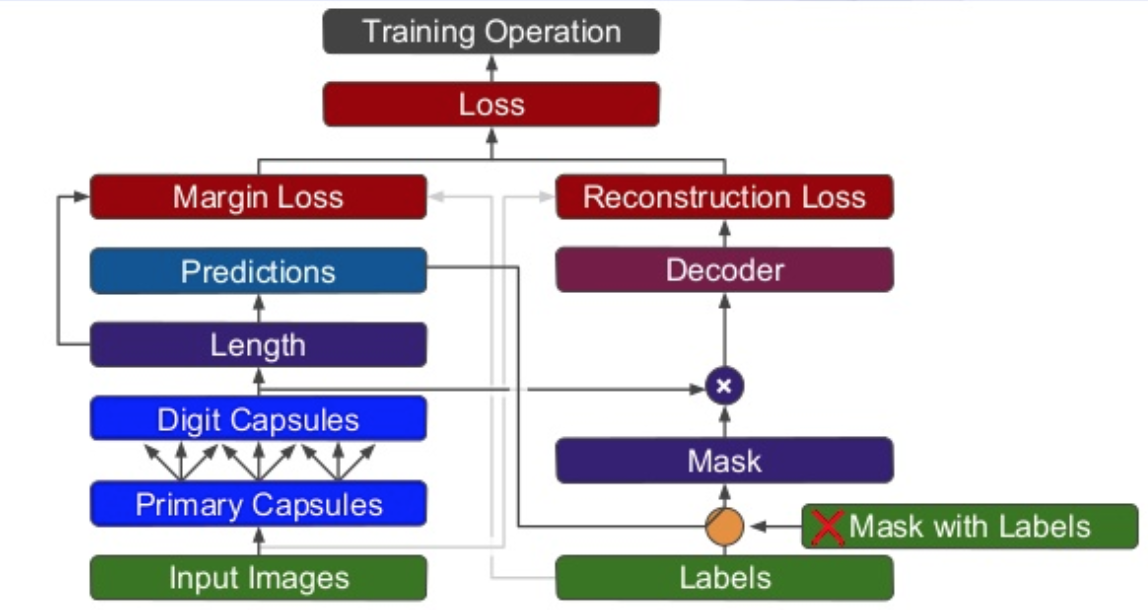 Training Operation
Loss
Margin Loss
Reconstruction Loss
Predictions
Decoder
Length
×
Digit Capsules
Mask
Primary Capsules
Mask with Labels
Input Images
Labels